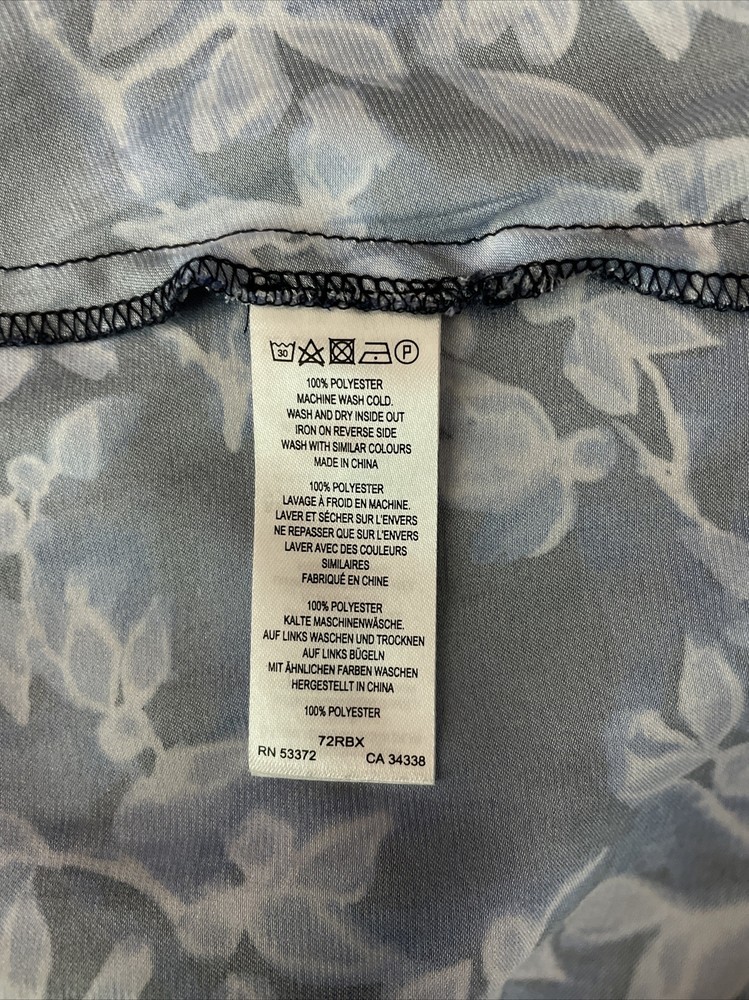 30 P
100% POLYESTER
MACHINE WASH COLD.
WASH AND DRY INSIDE OUT
IRON ON REVERSE SIDE
WASH WITH SIMILAR COLOURS
MADE IN CHINA
100% POLYESTER
LAVAGE À FROID EN MACHINE.
LAVER ET SÉCHER SUR L'ENVERS
NE REPASSER QUE SUR L'ENVERS
LAVER AVEC DES COULEURS
SIMILAIRES
FABRIQUÉ EN CHINE
100% POLYESTER
KALTE MASCHINENWÄSCHE.
AUF LINKS WASCHEN UND TROCKNEN
AUF LINKS BÜGELN
MIT ÄHNLICHEN FARBEN WASCHEN
HERGESTELLT IN CHINA
100% POLYESTER
72RBX
RN 53372 CA 34338